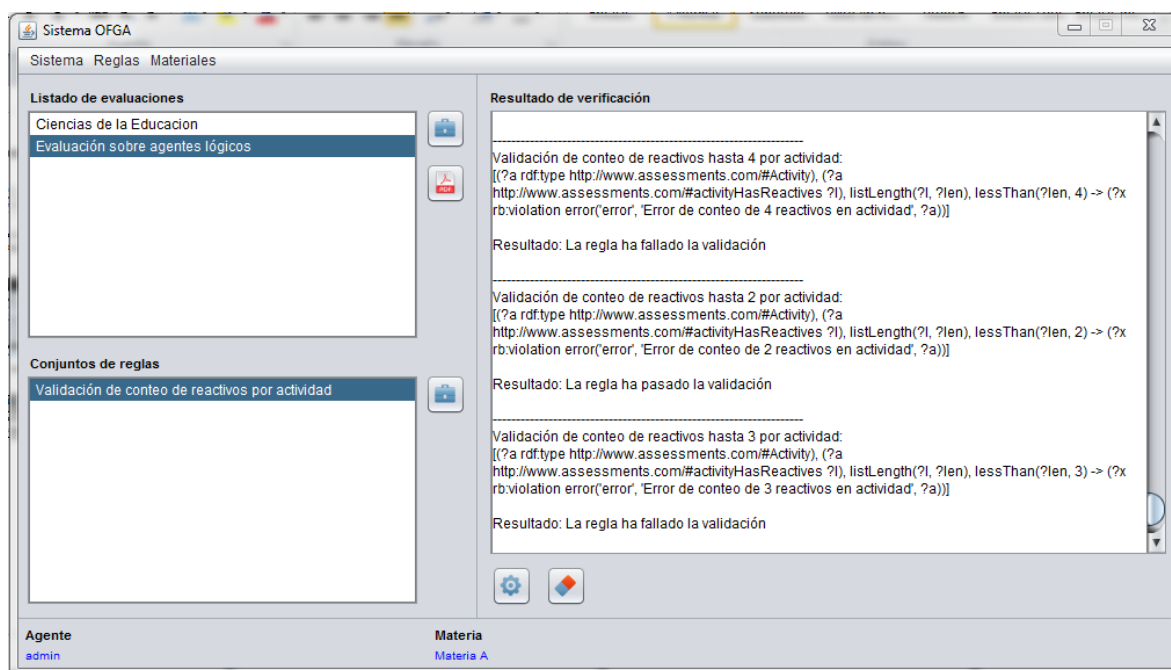 Sistema OFGA
Sistema Reglas Materiales
Listado de evaluaciones
Ciencias de la Educacion
Evaluación sobre agentes lógicos
PDF
Conjuntos de reglas
Validación de conteo de reactivos por actividad
Resultado de verificación
--------------------------------------------------------------------
Validación de conteo de reactivos hasta 4 por actividad:
[(?a rdf:type http://www.assessments.com/#Activity), (?a
http://www.assessments.com/#activityHasReactives ?l), listLength(?l, ?len), lessThan(?len, 4) -> (?x
rb:violation error('error', 'Error de conteo de 4 reactivos en actividad', ?a))]
Resultado: La regla ha fallado la validación
--------------------------------------------------------------------
Validación de conteo de reactivos hasta 2 por actividad:
[(?a rdf:type http://www.assessments.com/#Activity), (?a
http://www.assessments.com/#activityHasReactives ?l), listLength(?l, ?len), lessThan(?len, 2) -> (?x
rb:violation error('error', 'Error de conteo de 2 reactivos en actividad', ?a))]
Resultado: La regla ha pasado la validación
--------------------------------------------------------------------
Validación de conteo de reactivos hasta 3 por actividad:
[(?a rdf:type http://www.assessments.com/#Activity), (?a
http://www.assessments.com/#activityHasReactives ?l), listLength(?l, ?len), lessThan(?len, 3) -> (?x
rb:violation error('error', 'Error de conteo de 3 reactivos en actividad', ?a))]
Resultado: La regla ha fallado la validación
Agente
admin
Materia
Materia A